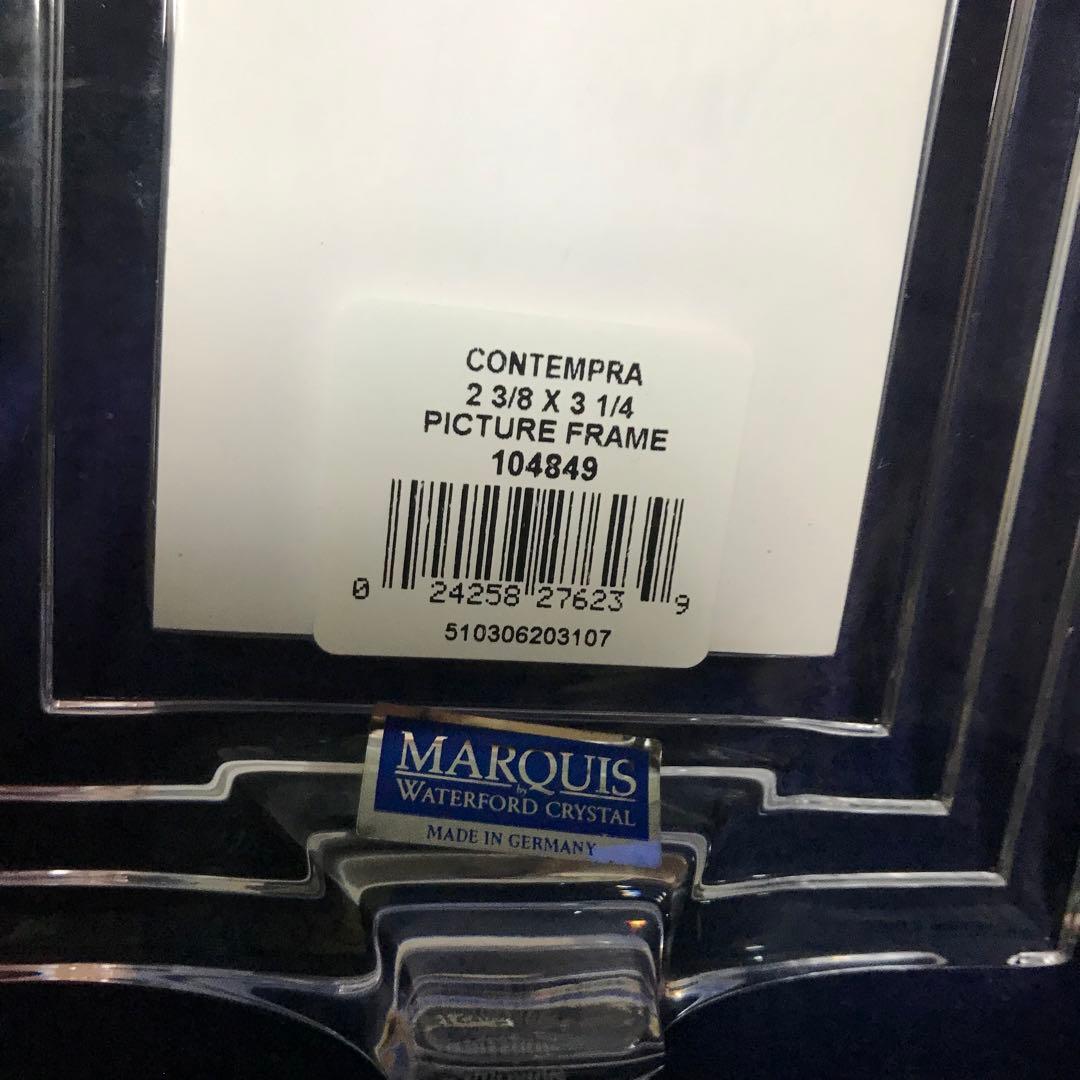 CONTEMPRA
2 3/8 X 3 1/4
PICTURE FRAME
104849
0 24258 27623 9
510306203107
MARQUIS
by
WATERFORD CRYSTAL
MADE IN GERMANY